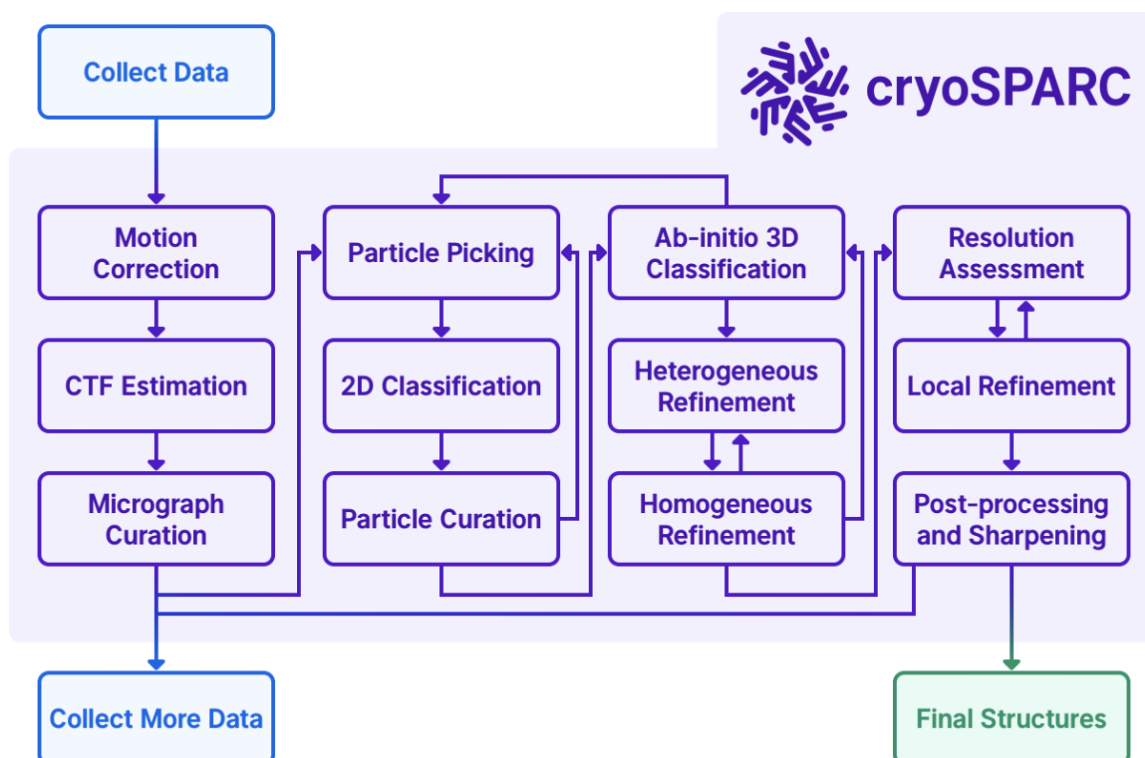 Collect Data
cryoSPARC
Motion
Correction
CTF Estimation
Micrograph
Curation
Particle Picking
2D Classification
Particle Curation
Ab-initio 3D
Classification
Heterogeneous
Refinement
Homogeneous
Refinement
Resolution
Assessment
Local Refinement
Post-processing
and Sharpening
Collect More Data
Final Structures